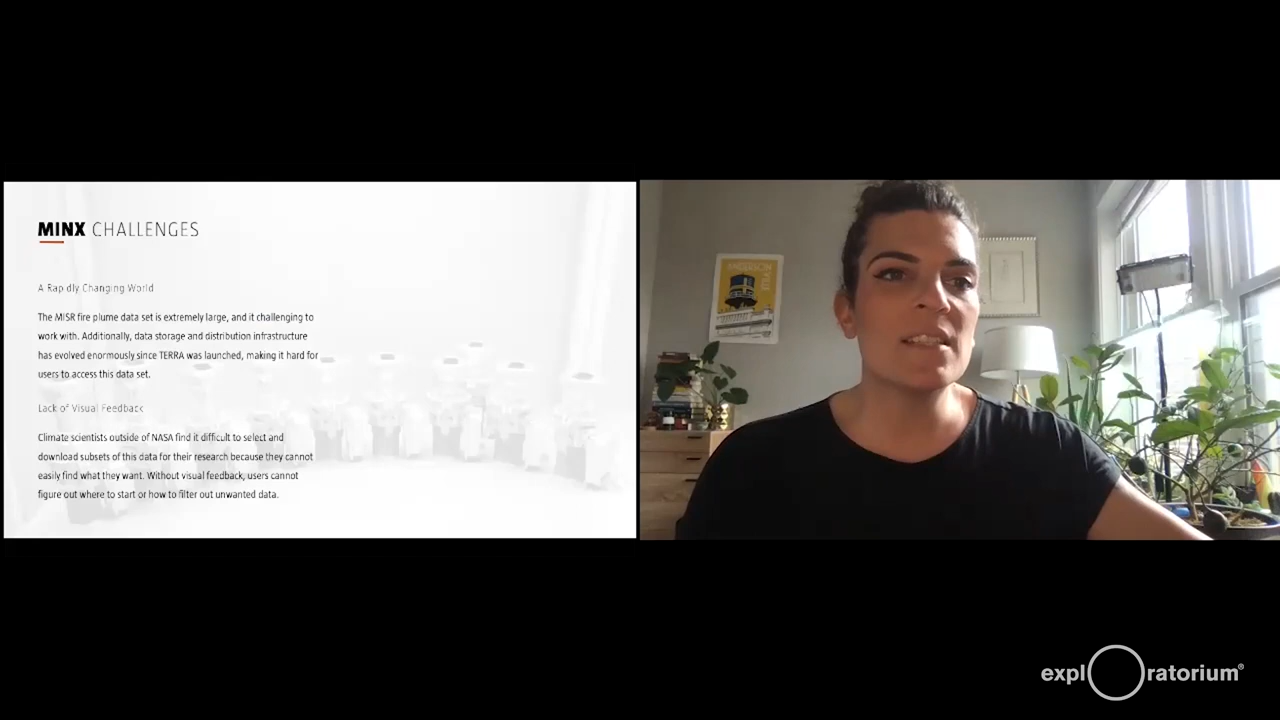 MINX CHALLENGES
A Rapidly Changing World
The MISR fire plume data set is extremely large, and it challenging to
work with. Additionally, data storage and distribution infrastructure
has evolved enormously since TERRA was launched, making it hard for
users to access this data set.
Lack of Visual Feedback
Climate scientists outside of NASA find it difficult to select and
download subsets of this data for their research because they cannot
easily find what they want. Without visual feedback, users cannot
figure out where to start or how to filter out unwanted data.
ANDERSON
exploratorium®